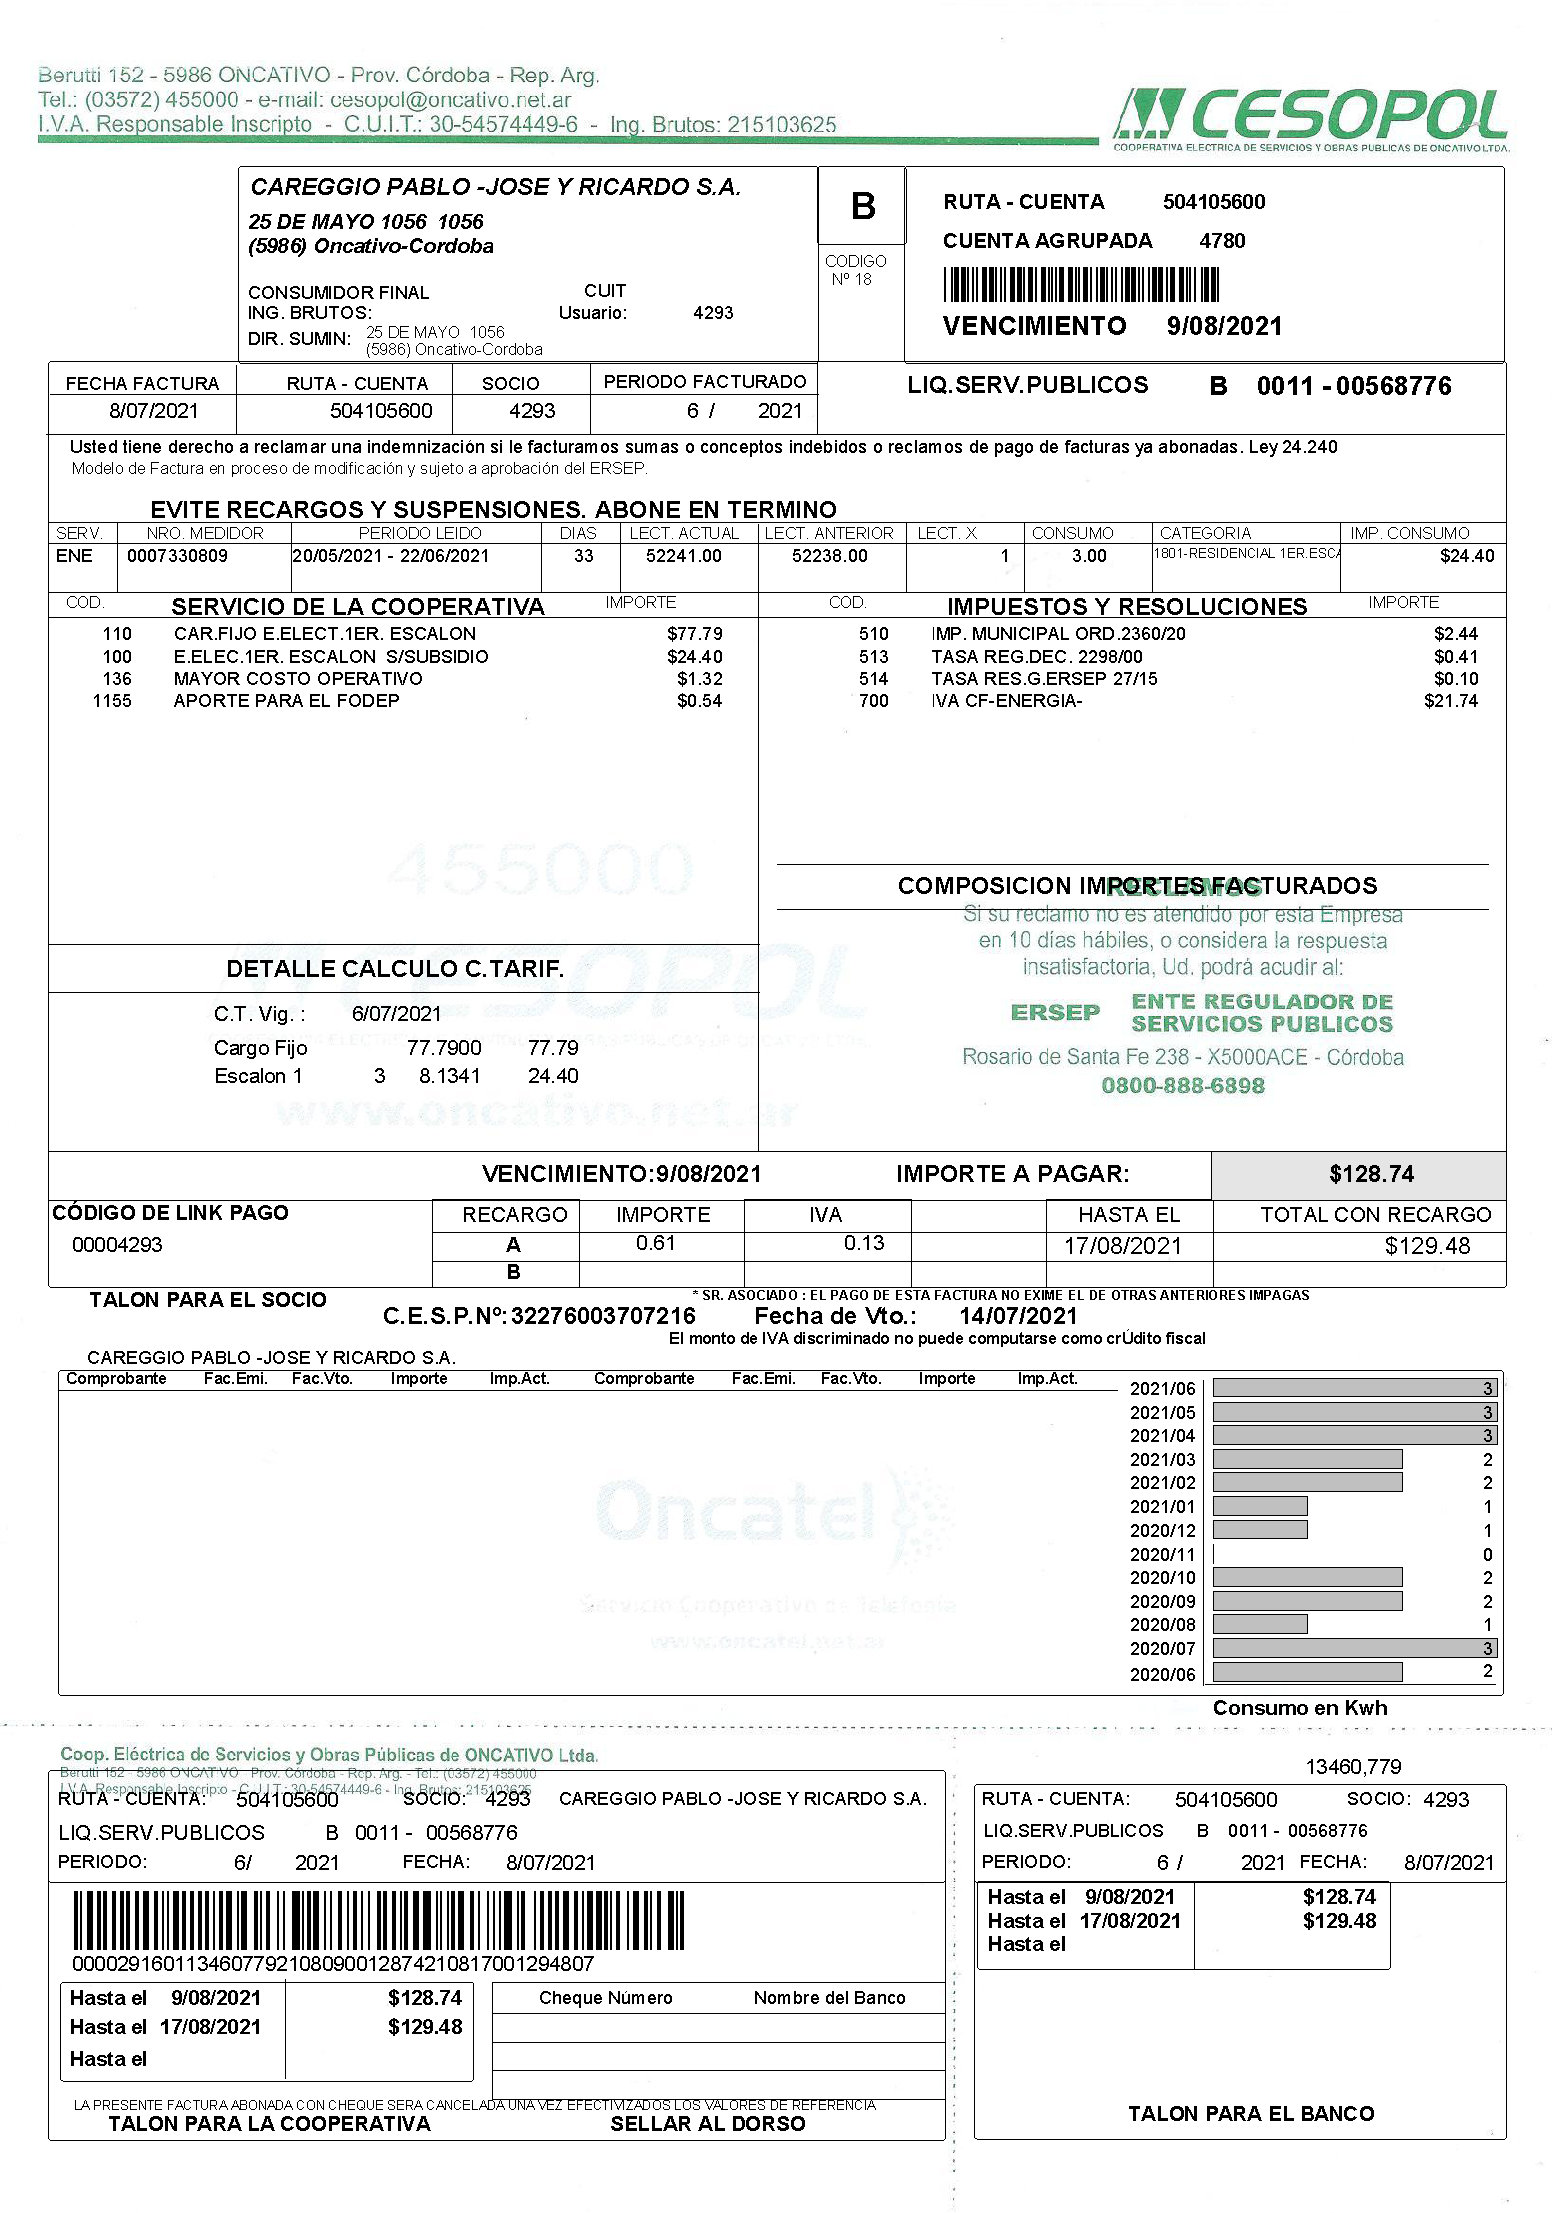 Berutti 152 - 5986 ONCATIVO - Prov. Córdoba - Rep. Arg.
Tel.: (03572) 455000 - e-mail: cesopol@oncativo.net.ar
I.V.A. Responsable Inscripto - C.U.I.T.: 30-54574449-6 - Ing. Brutos: 215103625
CESOPOL
COOPERATIVA ELECTRICA DE SERVICIOS Y OBRAS PUBLICAS DE ONCATIVO LTDA.
CAREGGIO PABLO -JOSE Y RICARDO S.A.
25 DE MAYO 1056 1056
(5986) Oncativo-Cordoba
CONSUMIDOR FINAL CUIT
ING. BRUTOS: Usuario: 4293
DIR. SUMIN: 25 DE MAYO 1056
(5986) Oncativo-Cordoba
B
CODIGO
Nº 18
RUTA - CUENTA 504105600
CUENTA AGRUPADA 4780
VENCIMIENTO 9/08/2021
FECHA FACTURA RUTA - CUENTA SOCIO PERIODO FACTURADO
8/07/2021 504105600 4293 6 / 2021
LIQ.SERV.PUBLICOS B 0011 - 00568776
Usted tiene derecho a reclamar una indemnización si le facturamos sumas o conceptos indebidos o reclamos de pago de facturas ya abonadas. Ley 24.240
Modelo de Factura en proceso de modificación y sujeto a aprobación del ERSEP.
EVITE RECARGOS Y SUSPENSIONES. ABONE EN TERMINO
SERV. NRO. MEDIDOR PERIODO LEIDO DIAS LECT. ACTUAL LECT. ANTERIOR LECT. X CONSUMO CATEGORIA IMP. CONSUMO
ENE 0007330809 20/05/2021 - 22/06/2021 33 52241.00 52238.00 1 3.00 1801-RESIDENCIAL 1ER.ESCA $24.40
COD. SERVICIO DE LA COOPERATIVA IMPORTE
110 CAR.FIJO E.ELECT.1ER. ESCALON $77.79
100 E.ELEC.1ER. ESCALON S/SUBSIDIO $24.40
136 MAYOR COSTO OPERATIVO $1.32
1155 APORTE PARA EL FODEP $0.54
COD. IMPUESTOS Y RESOLUCIONES IMPORTE
510 IMP. MUNICIPAL ORD.2360/20 $2.44
513 TASA REG.DEC. 2298/00 $0.41
514 TASA RES.G.ERSEP 27/15 $0.10
700 IVA CF-ENERGIA- $21.74
455000
CESOPOL
www.oncativo.net.ar
COMPOSICION IMPORTES FACTURADOS
RECLAMOS
Si su reclamo no es atendido por esta Empresa
en 10 días hábiles, o considera la respuesta
insatisfactoria, Ud. podrá acudir al:
ERSEP ENTE REGULADOR DE
SERVICIOS PUBLICOS
Rosario de Santa Fe 238 - X5000ACE - Córdoba
0800-888-6898
DETALLE CALCULO C.TARIF.
C.T. Vig. : 6/07/2021
Cargo Fijo 77.7900 77.79
Escalon 1 3 8.1341 24.40
VENCIMIENTO:9/08/2021 IMPORTE A PAGAR: $128.74
CÓDIGO DE LINK PAGO
00004293
RECARGO IMPORTE IVA HASTA EL TOTAL CON RECARGO
A 0.61 0.13 17/08/2021 $129.48
B
TALON PARA EL SOCIO
* SR. ASOCIADO : EL PAGO DE ESTA FACTURA NO EXIME EL DE OTRAS ANTERIORES IMPAGAS
C.E.S.P.Nº:32276003707216 Fecha de Vto.: 14/07/2021
El monto de IVA discriminado no puede computarse como crÚdito fiscal
CAREGGIO PABLO -JOSE Y RICARDO S.A.
Comprobante Fac.Emi. Fac.Vto. Importe Imp.Act. Comprobante Fac.Emi. Fac.Vto. Importe Imp.Act.
2021/06 3
2021/05 3
2021/04 3
2021/03 2
2021/02 2
2021/01 1
2020/12 1
2020/11 0
2020/10 2
2020/09 2
2020/08 1
2020/07 3
2020/06 2
Consumo en Kwh
Oncatel
Servicio Cooperativo de Telefonía
www.oncatel.net.ar
Coop. Eléctrica de Servicios y Obras Públicas de ONCATIVO Ltda.
Berutti 152 - 5986 ONCATIVO - Prov. Córdoba - Rep. Arg. - Tel.: (03572) 455000
I.V.A. Responsable Inscripto - C.U.I.T.: 30-54574449-6 - Ing. Brutos: 215103625
RUTA - CUENTA: 504105600 SOCIO: 4293 CAREGGIO PABLO -JOSE Y RICARDO S.A.
LIQ.SERV.PUBLICOS B 0011 - 00568776
PERIODO: 6/ 2021 FECHA: 8/07/2021
0000291601134607792108090012874210817001294807
Hasta el 9/08/2021 $128.74
Hasta el 17/08/2021 $129.48
Hasta el
Cheque Número Nombre del Banco
LA PRESENTE FACTURA ABONADA CON CHEQUE SERA CANCELADA UNA VEZ EFECTIVIZADOS LOS VALORES DE REFERENCIA
TALON PARA LA COOPERATIVA SELLAR AL DORSO
13460,779
RUTA - CUENTA: 504105600 SOCIO: 4293
LIQ.SERV.PUBLICOS B 0011 - 00568776
PERIODO: 6 / 2021 FECHA: 8/07/2021
Hasta el 9/08/2021 $128.74
Hasta el 17/08/2021 $129.48
Hasta el
TALON PARA EL BANCO